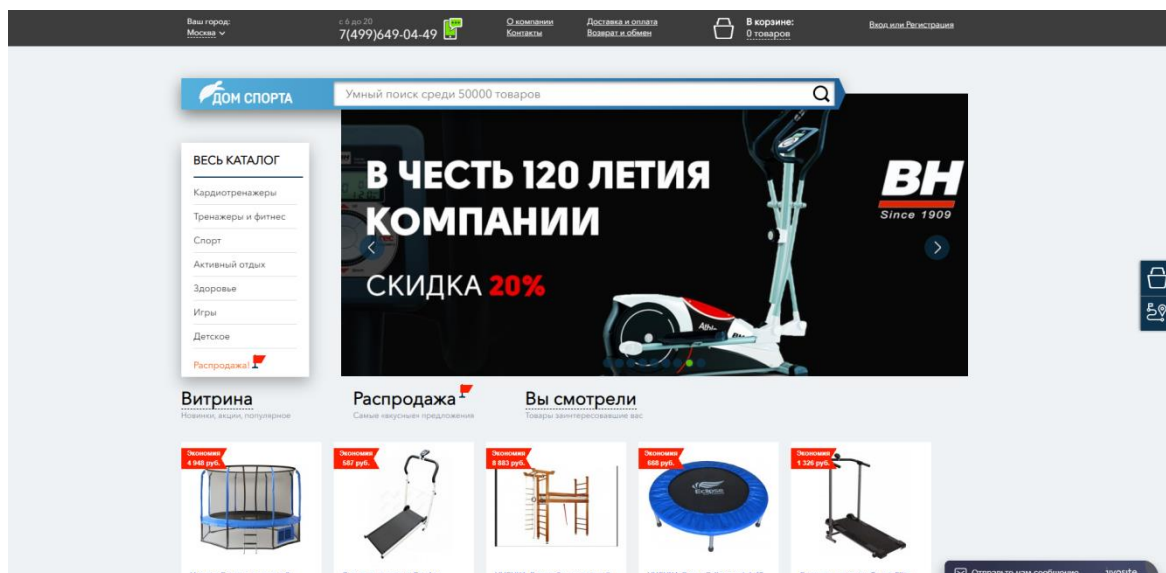 Ваш город:
Москва
с 6 до 20
7(499)649-04-49
О компании
Контакты
Доставка и оплата
Возврат и обмен
В корзине:
0 товаров
Вход или Регистрация
ДОМ СПОРТА
Умный поиск среди 50000 товаров
ВЕСЬ КАТАЛОГ
Кардиотренажеры
Тренажеры и фитнес
Спорт
Активный отдых
Здоровье
Игры
Детское
Распродажа!
В ЧЕСТЬ 120 ЛЕТИЯ
КОМПАНИИ
СКИДКА 20%
BH
Since 1909
Витрина
Новинки, акции, популярное
Распродажа
Самые «вкусные» предложения
Вы смотрели
Товары заинтересовавшие вас
Экономия
4 948 руб.
Экономия
587 руб.
Экономия
8 883 руб.
Экономия
668 руб.
Экономия
1 326 руб.
Eclipse
Отправьте нам сообщение